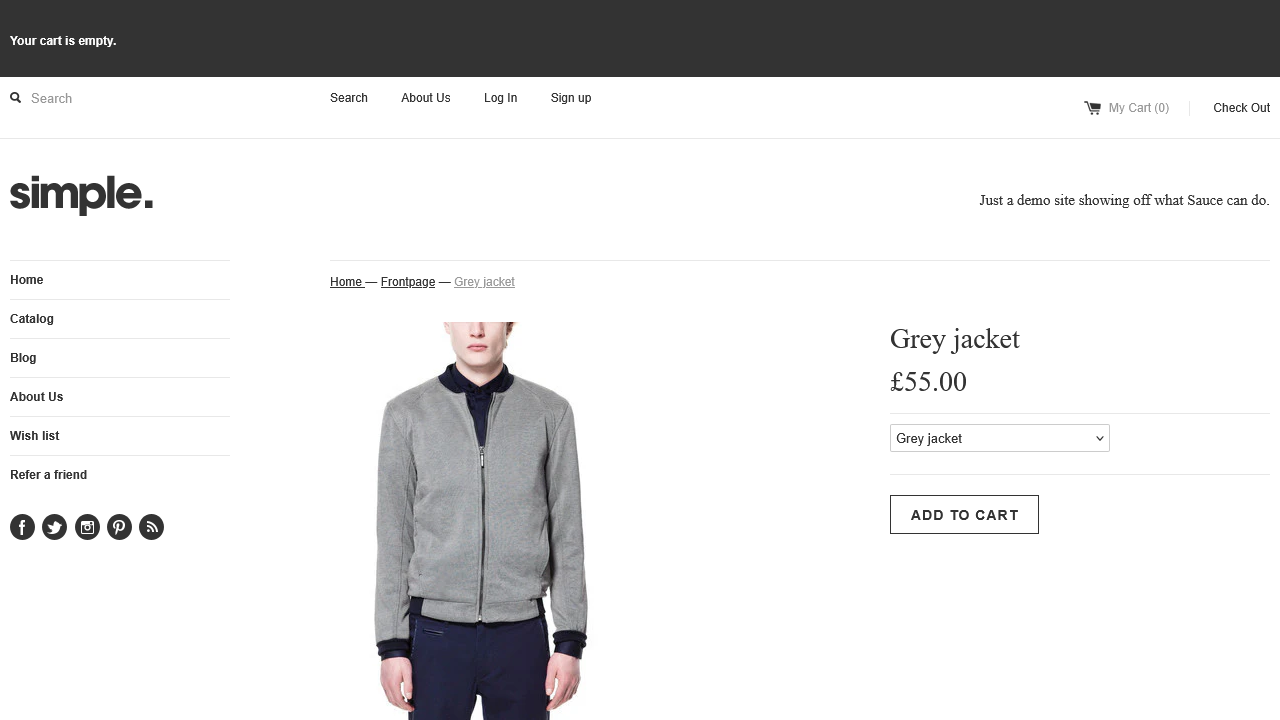 Your cart is empty.
Search
Search
About Us
Log In
Sign up
My Cart (0)
Check Out
simple.
Just a demo site showing off what Sauce can do.
Home
Catalog
Blog
About Us
Wish list
Refer a friend
Home — Frontpage — Grey jacket
Grey jacket
£55.00
Grey jacket
ADD TO CART